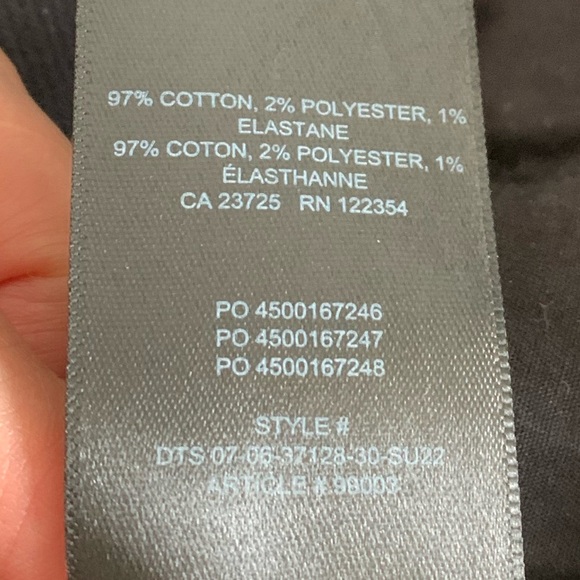 97% COTTON, 2% POLYESTER, 1%
ELASTANE
97% COTON, 2% POLYESTER, 1%
ÉLASTHANNE
CA 23725 RN 122354
PO 4500167246
PO 4500167247
PO 4500167248
STYLE #
DTS 07-06-37128-30-SU22
ARTICLE #